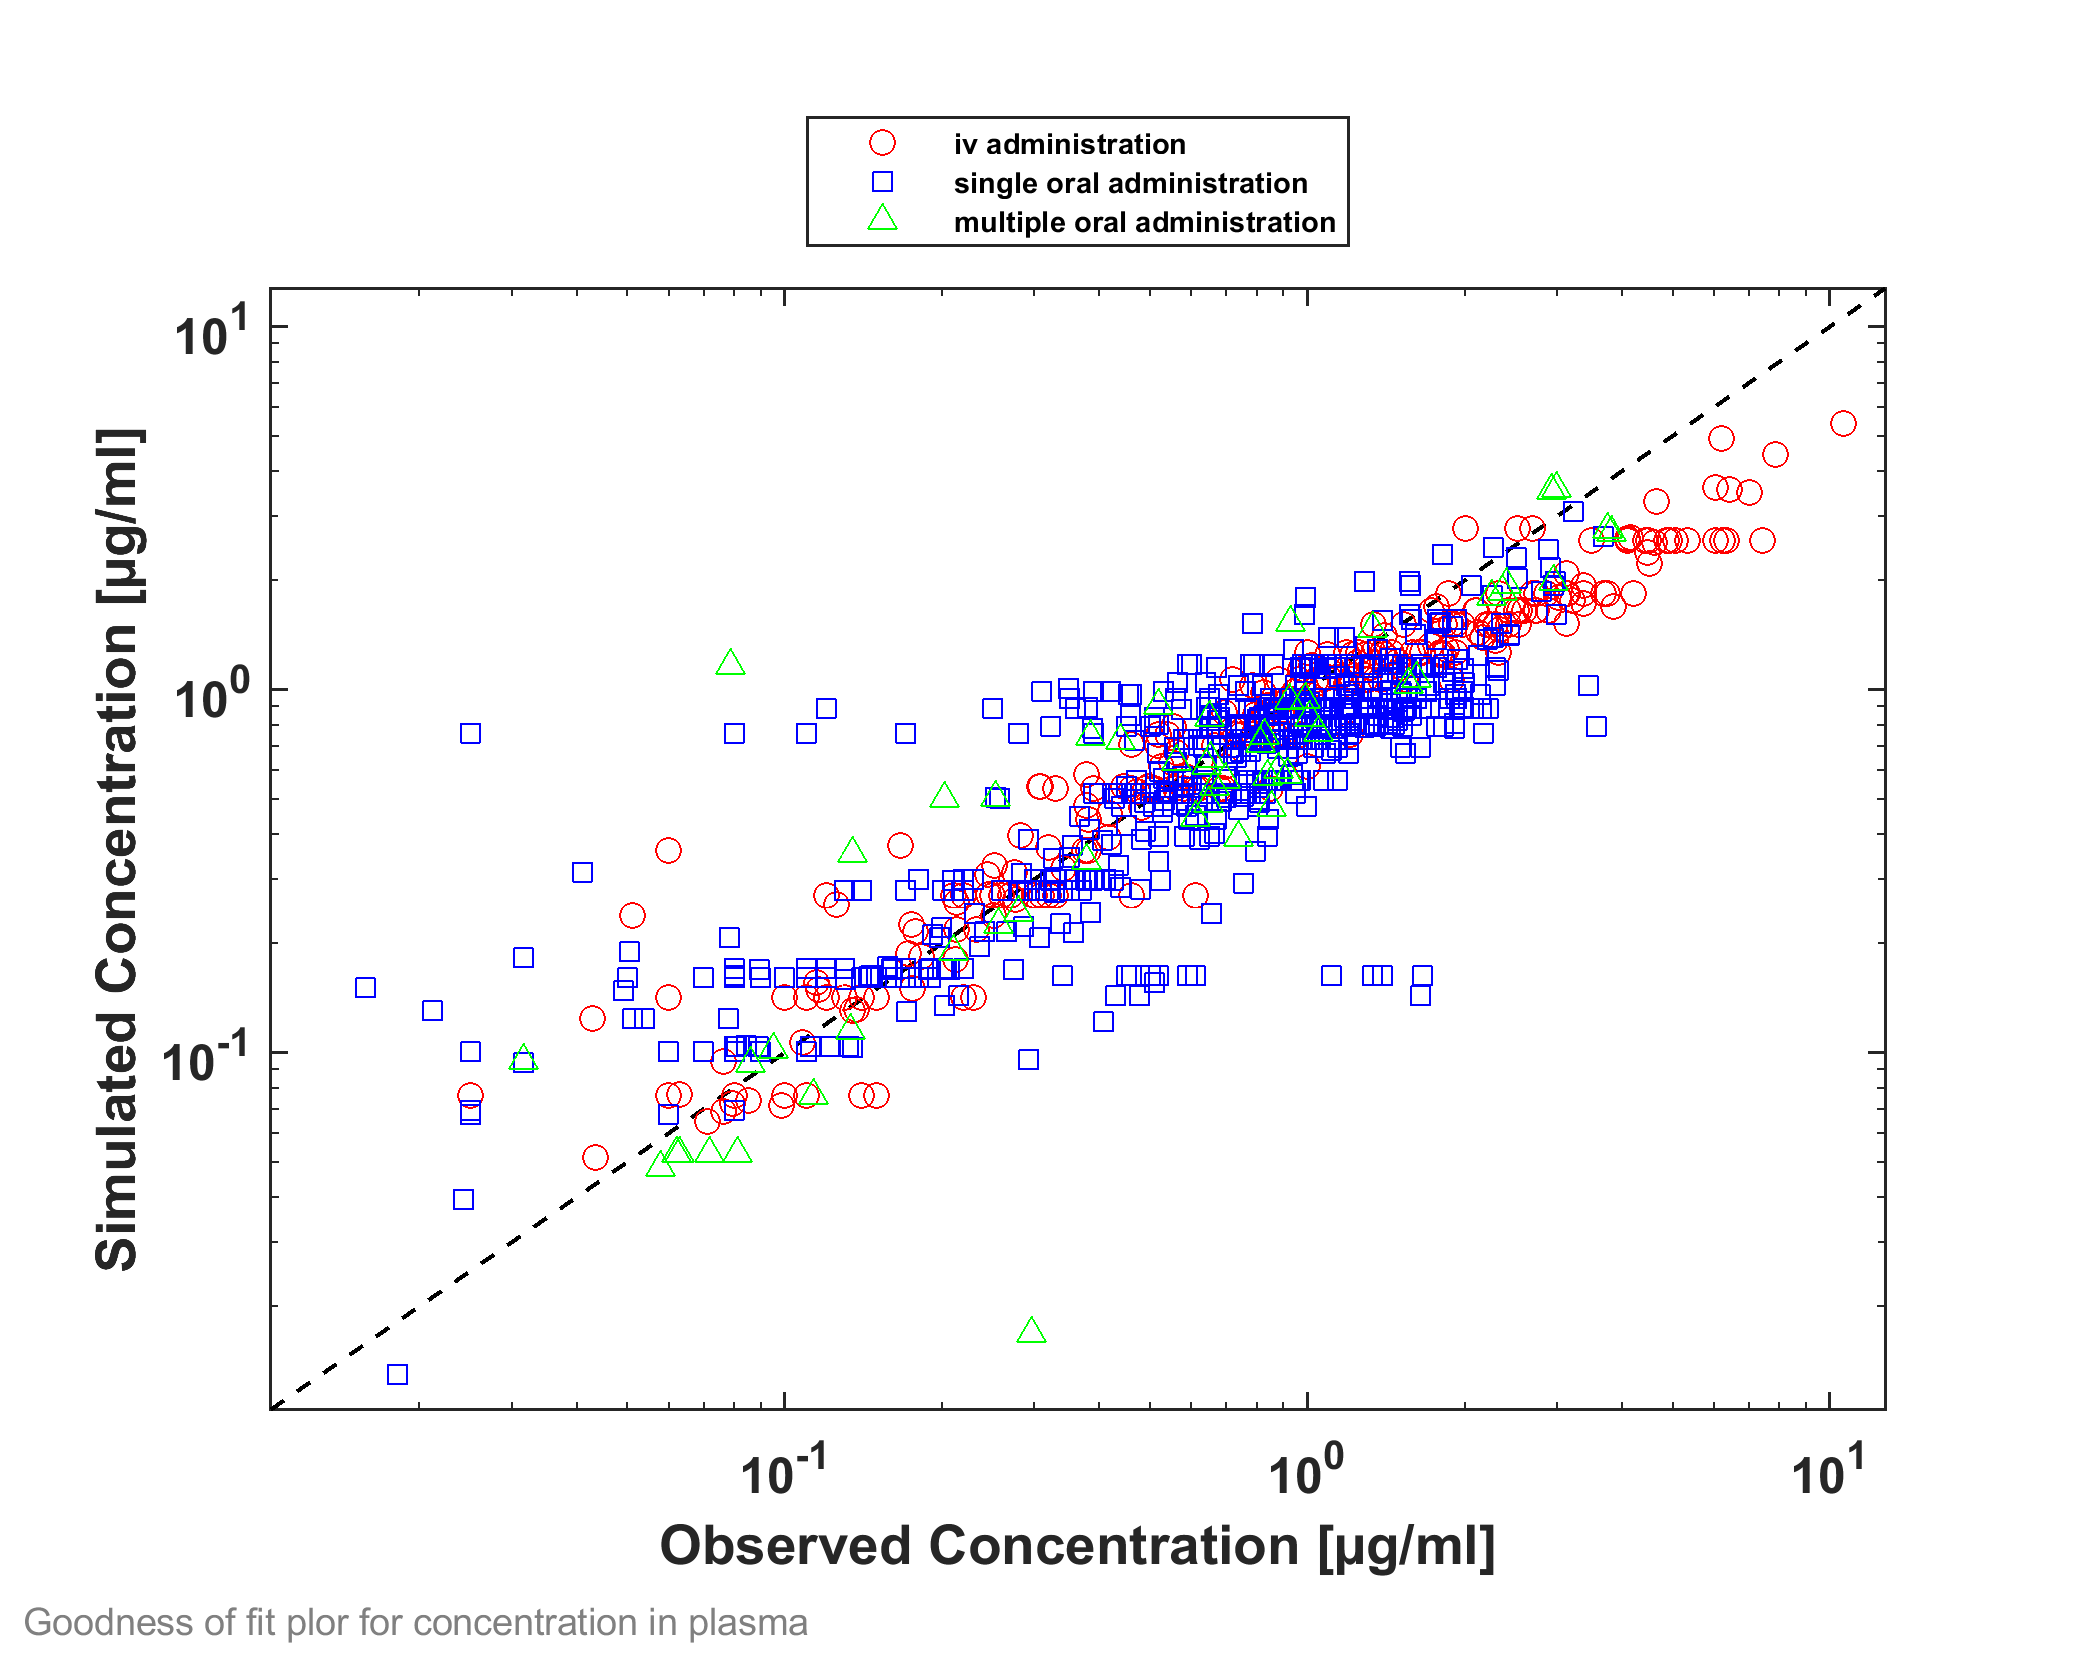 iv administration
single oral administration
multiple oral administration
10^1
10^0
10^-1
Simulated Concentration [µg/ml]
10^-1 10^0 10^1
Observed Concentration [µg/ml]
Goodness of fit plor for concentration in plasma